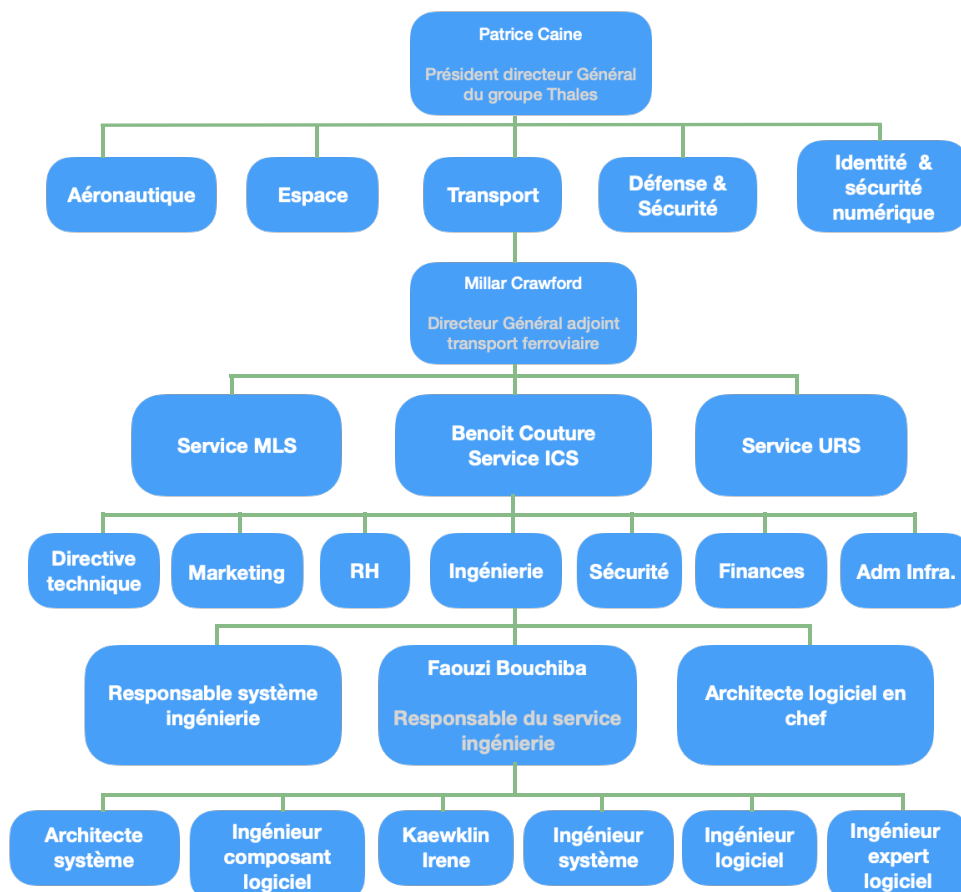 Patrice Caine
Président directeur Général
du groupe Thales
Aéronautique
Espace
Transport
Défense &
Sécurité
Identité &
sécurité
numérique
Millar Crawford
Directeur Général adjoint
transport ferroviaire
Service MLS
Benoit Couture
Service ICS
Service URS
Directive
technique
Marketing
RH
Ingénierie
Sécurité
Finances
Adm Infra.
Responsable système
ingénierie
Faouzi Bouchiba
Responsable du service
ingénierie
Architecte logiciel en
chef
Architecte
système
Ingénieur
composant
logiciel
Kaewklin
Irene
Ingénieur
système
Ingénieur
logiciel
Ingénieur
expert
logiciel